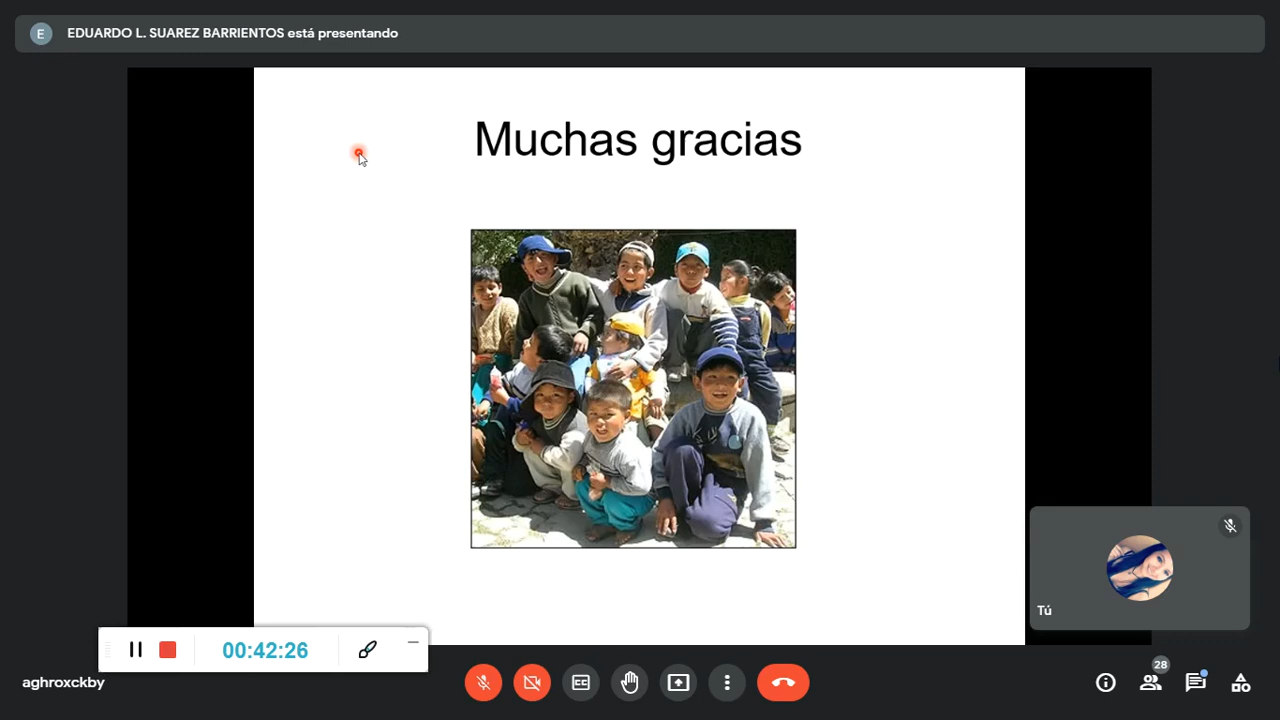 E EDUARDO L. SUAREZ BARRIENTOS está presentando
Muchas gracias
Tú
00:42:26
aghroxckby
28